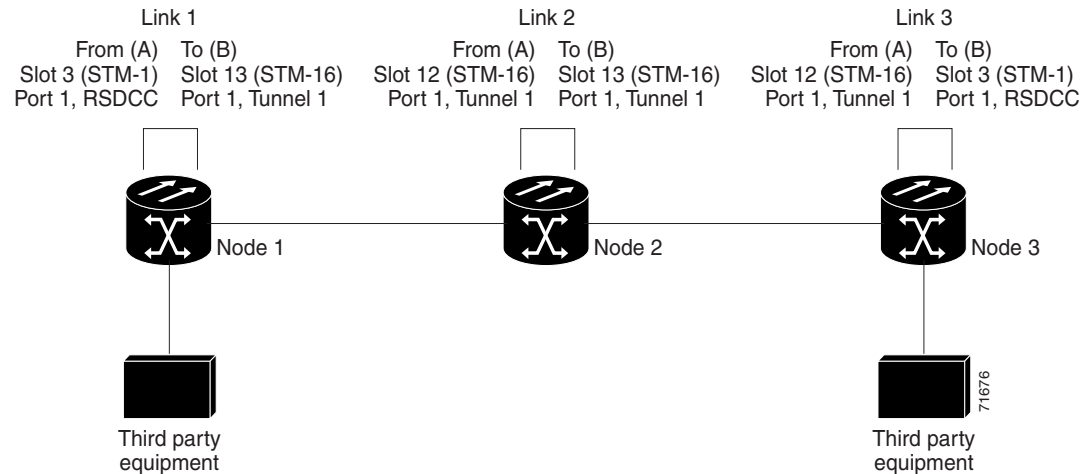 Link 1
From (A) To (B)
Slot 3 (STM-1) Slot 13 (STM-16)
Port 1, RSDCC Port 1, Tunnel 1
Link 2
From (A) To (B)
Slot 12 (STM-16) Slot 13 (STM-16)
Port 1, Tunnel 1 Port 1, Tunnel 1
Link 3
From (A) To (B)
Slot 12 (STM-16) Slot 3 (STM-1)
Port 1, Tunnel 1 Port 1, RSDCC
Node 1
Node 2
Node 3
Third party
equipment
Third party
equipment
71676